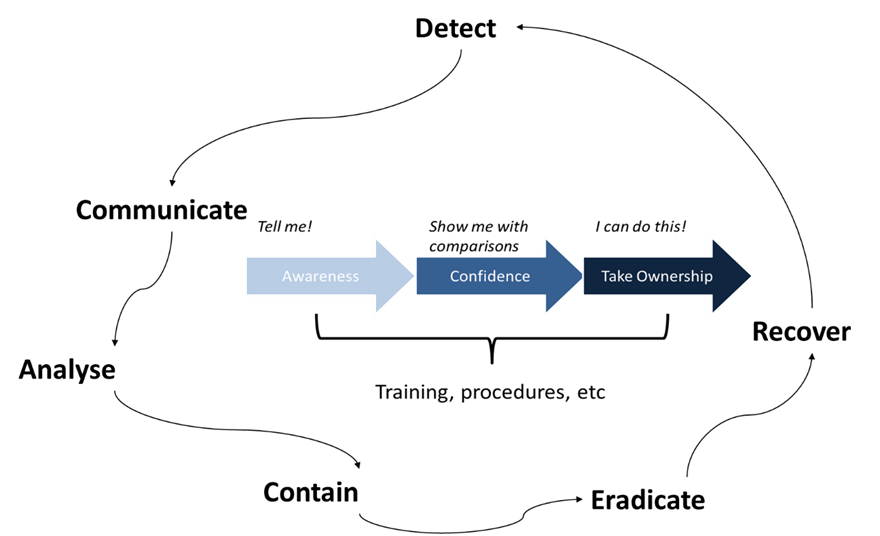 Detect
Communicate
Tell me!
Show me with
comparisons
I can do this!
Awareness
Confidence
Take Ownership
Recover
Analyse
Training, procedures, etc
Contain
Eradicate